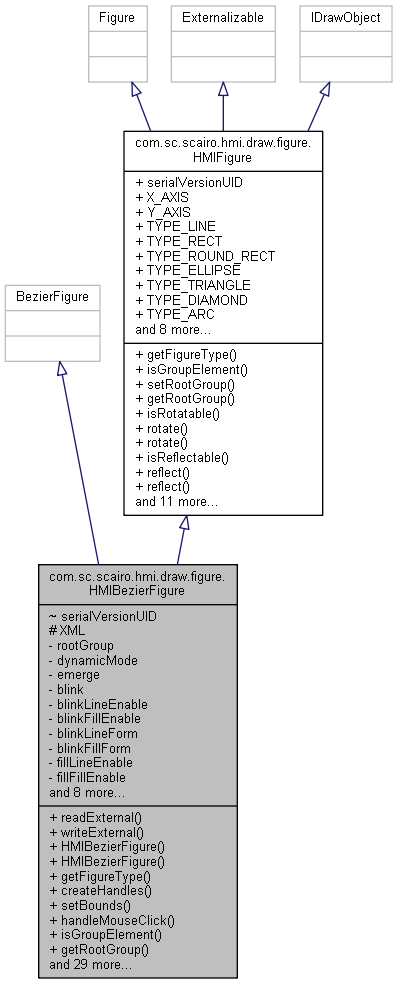 Figure
Externalizable
IDrawObject
com.sc.scairo.hmi.draw.figure.
HMIFigure
+ serialVersionUID
+ X_AXIS
+ Y_AXIS
+ TYPE_LINE
+ TYPE_RECT
+ TYPE_ROUND_RECT
+ TYPE_ELLIPSE
+ TYPE_TRIANGLE
+ TYPE_DIAMOND
+ TYPE_ARC
and 8 more...
+ getFigureType()
+ isGroupElement()
+ setRootGroup()
+ getRootGroup()
+ isRotatable()
+ rotate()
+ rotate()
+ isReflectable()
+ reflect()
+ reflect()
and 11 more...
BezierFigure
com.sc.scairo.hmi.draw.figure.
HMIBezierFigure
~ serialVersionUID
# XML
- rootGroup
- dynamicMode
- emerge
- blink
- blinkLineEnable
- blinkFillEnable
- blinkLineForm
- blinkFillForm
- fillLineEnable
- fillFillEnable
and 8 more...
+ readExternal()
+ writeExternal()
+ HMIBezierFigure()
+ HMIBezierFigure()
+ getFigureType()
+ createHandles()
+ setBounds()
+ handleMouseClick()
+ isGroupElement()
+ getRootGroup()
and 29 more...